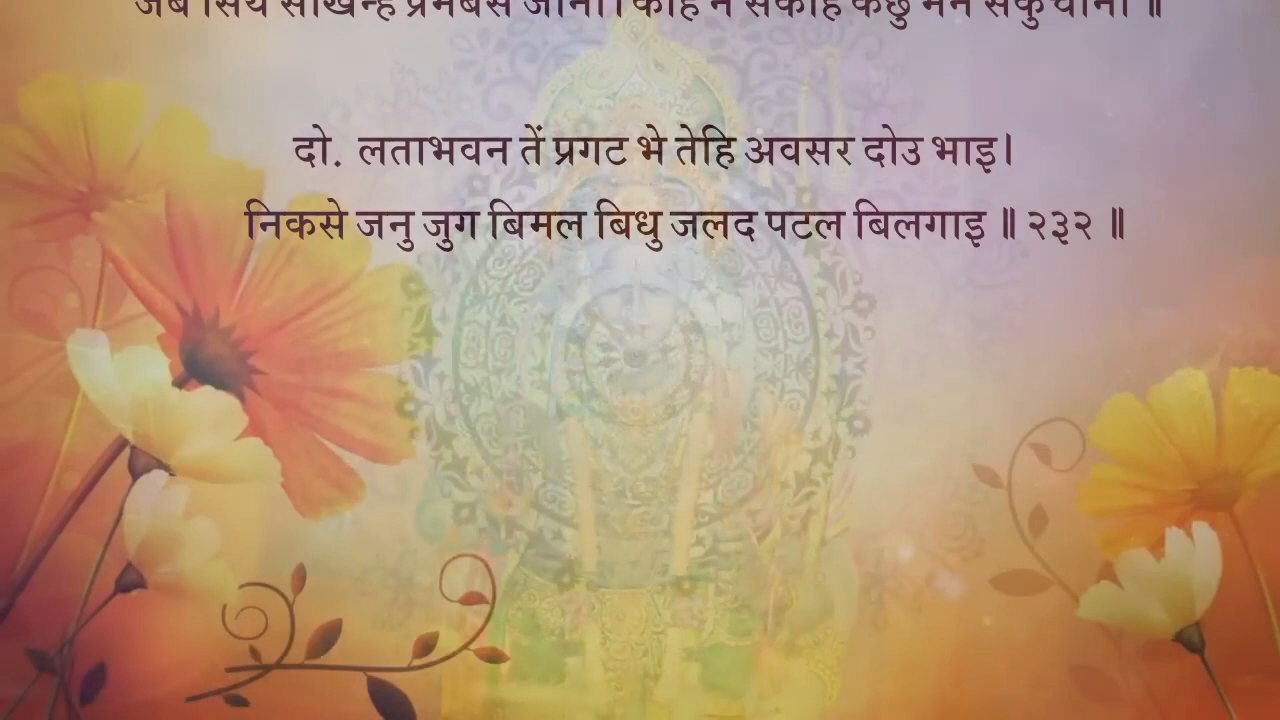 जब सिय सखिन्ह प्रेमबस जानी। कहि न सकहिं कछु मन सकुचानी ॥
दो. लताभवन तें प्रगट भे तेहि अवसर दोउ भाइ।
निकसे जनु जुग बिमल बिधु जलद पटल बिलगाइ ॥ २३२ ॥